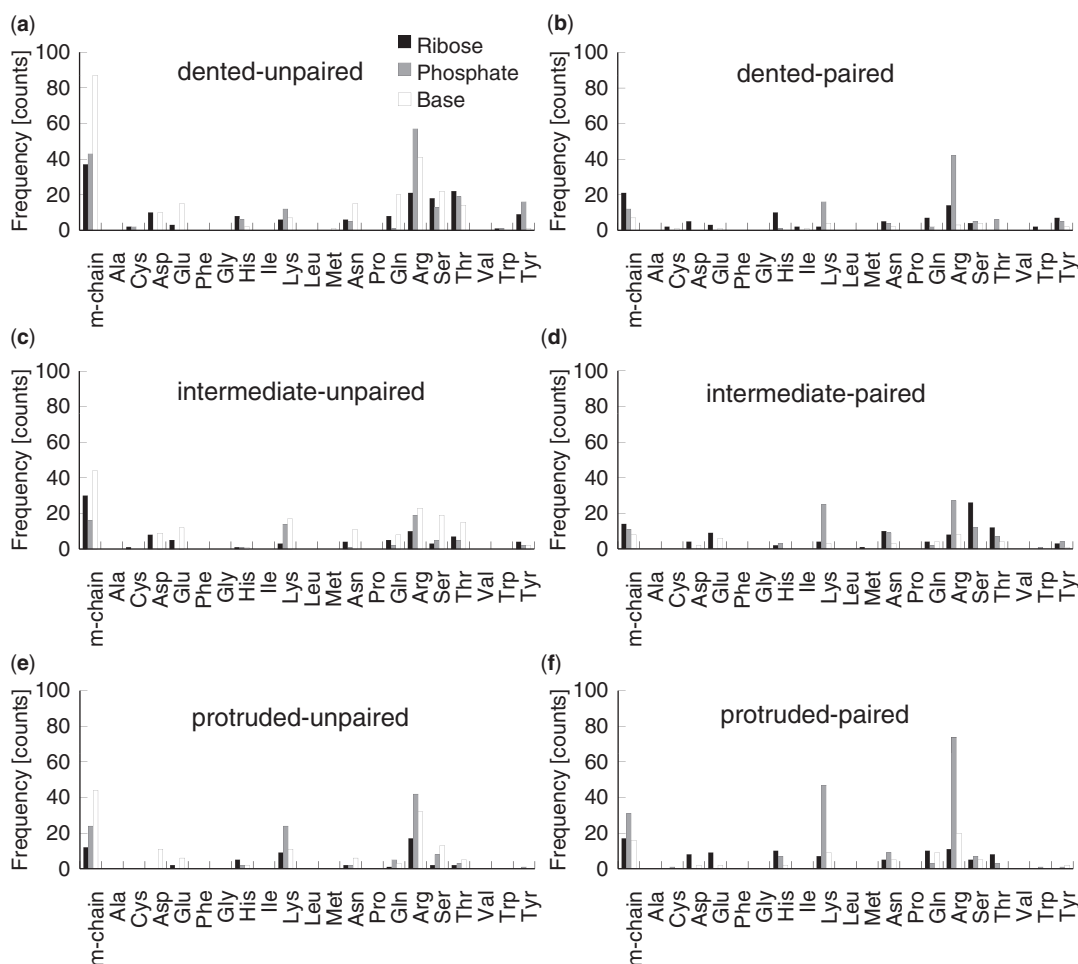 (a)
100
80
60
40
20
0
Frequency [counts]
dented-unpaired
Ribose
Phosphate
Base
m-chain
Ala
Cys
Asp
Glu
Phe
Gly
His
Ile
Lys
Leu
Met
Asn
Pro
Gln
Arg
Ser
Thr
Val
Trp
Tyr
(b)
100
80
60
40
20
0
Frequency [counts]
dented-paired
m-chain
Ala
Cys
Asp
Glu
Phe
Gly
His
Ile
Lys
Leu
Met
Asn
Pro
Gln
Arg
Ser
Thr
Val
Trp
Tyr
(c)
100
80
60
40
20
0
Frequency [counts]
intermediate-unpaired
m-chain
Ala
Cys
Asp
Glu
Phe
Gly
His
Ile
Lys
Leu
Met
Asn
Pro
Gln
Arg
Ser
Thr
Val
Trp
Tyr
(d)
100
80
60
40
20
0
Frequency [counts]
intermediate-paired
m-chain
Ala
Cys
Asp
Glu
Phe
Gly
His
Ile
Lys
Leu
Met
Asn
Pro
Gln
Arg
Ser
Thr
Val
Trp
Tyr
(e)
100
80
60
40
20
0
Frequency [counts]
protruded-unpaired
m-chain
Ala
Cys
Asp
Glu
Phe
Gly
His
Ile
Lys
Leu
Met
Asn
Pro
Gln
Arg
Ser
Thr
Val
Trp
Tyr
(f)
100
80
60
40
20
0
Frequency [counts]
protruded-paired
m-chain
Ala
Cys
Asp
Glu
Phe
Gly
His
Ile
Lys
Leu
Met
Asn
Pro
Gln
Arg
Ser
Thr
Val
Trp
Tyr